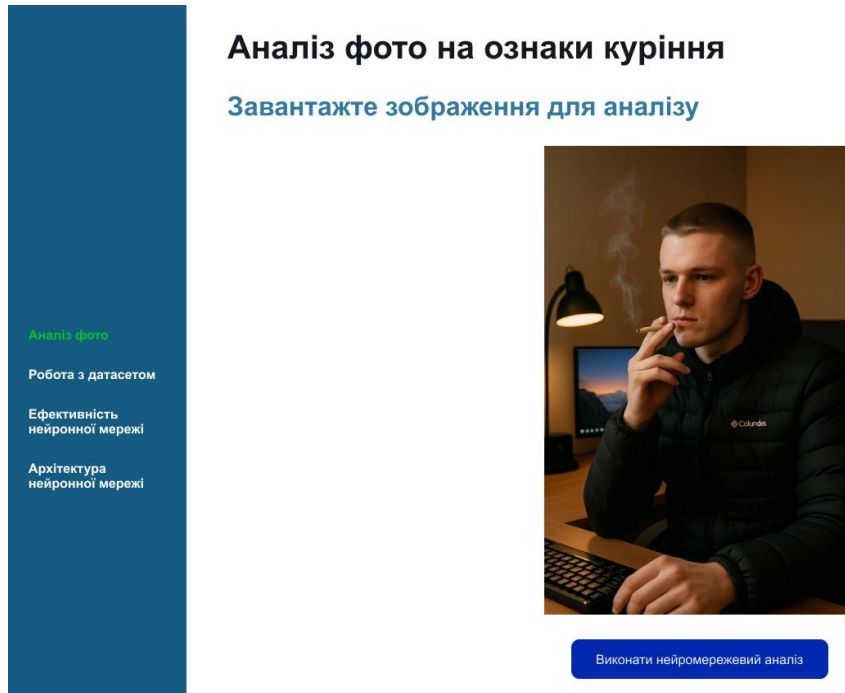 Аналіз фото на ознаки куріння
Завантажте зображення для аналізу
Аналіз фото
Робота з датасетом
Ефективність
нейронної мережі
Архітектура
нейронної мережі
Columdes
Виконати нейромережевий аналіз